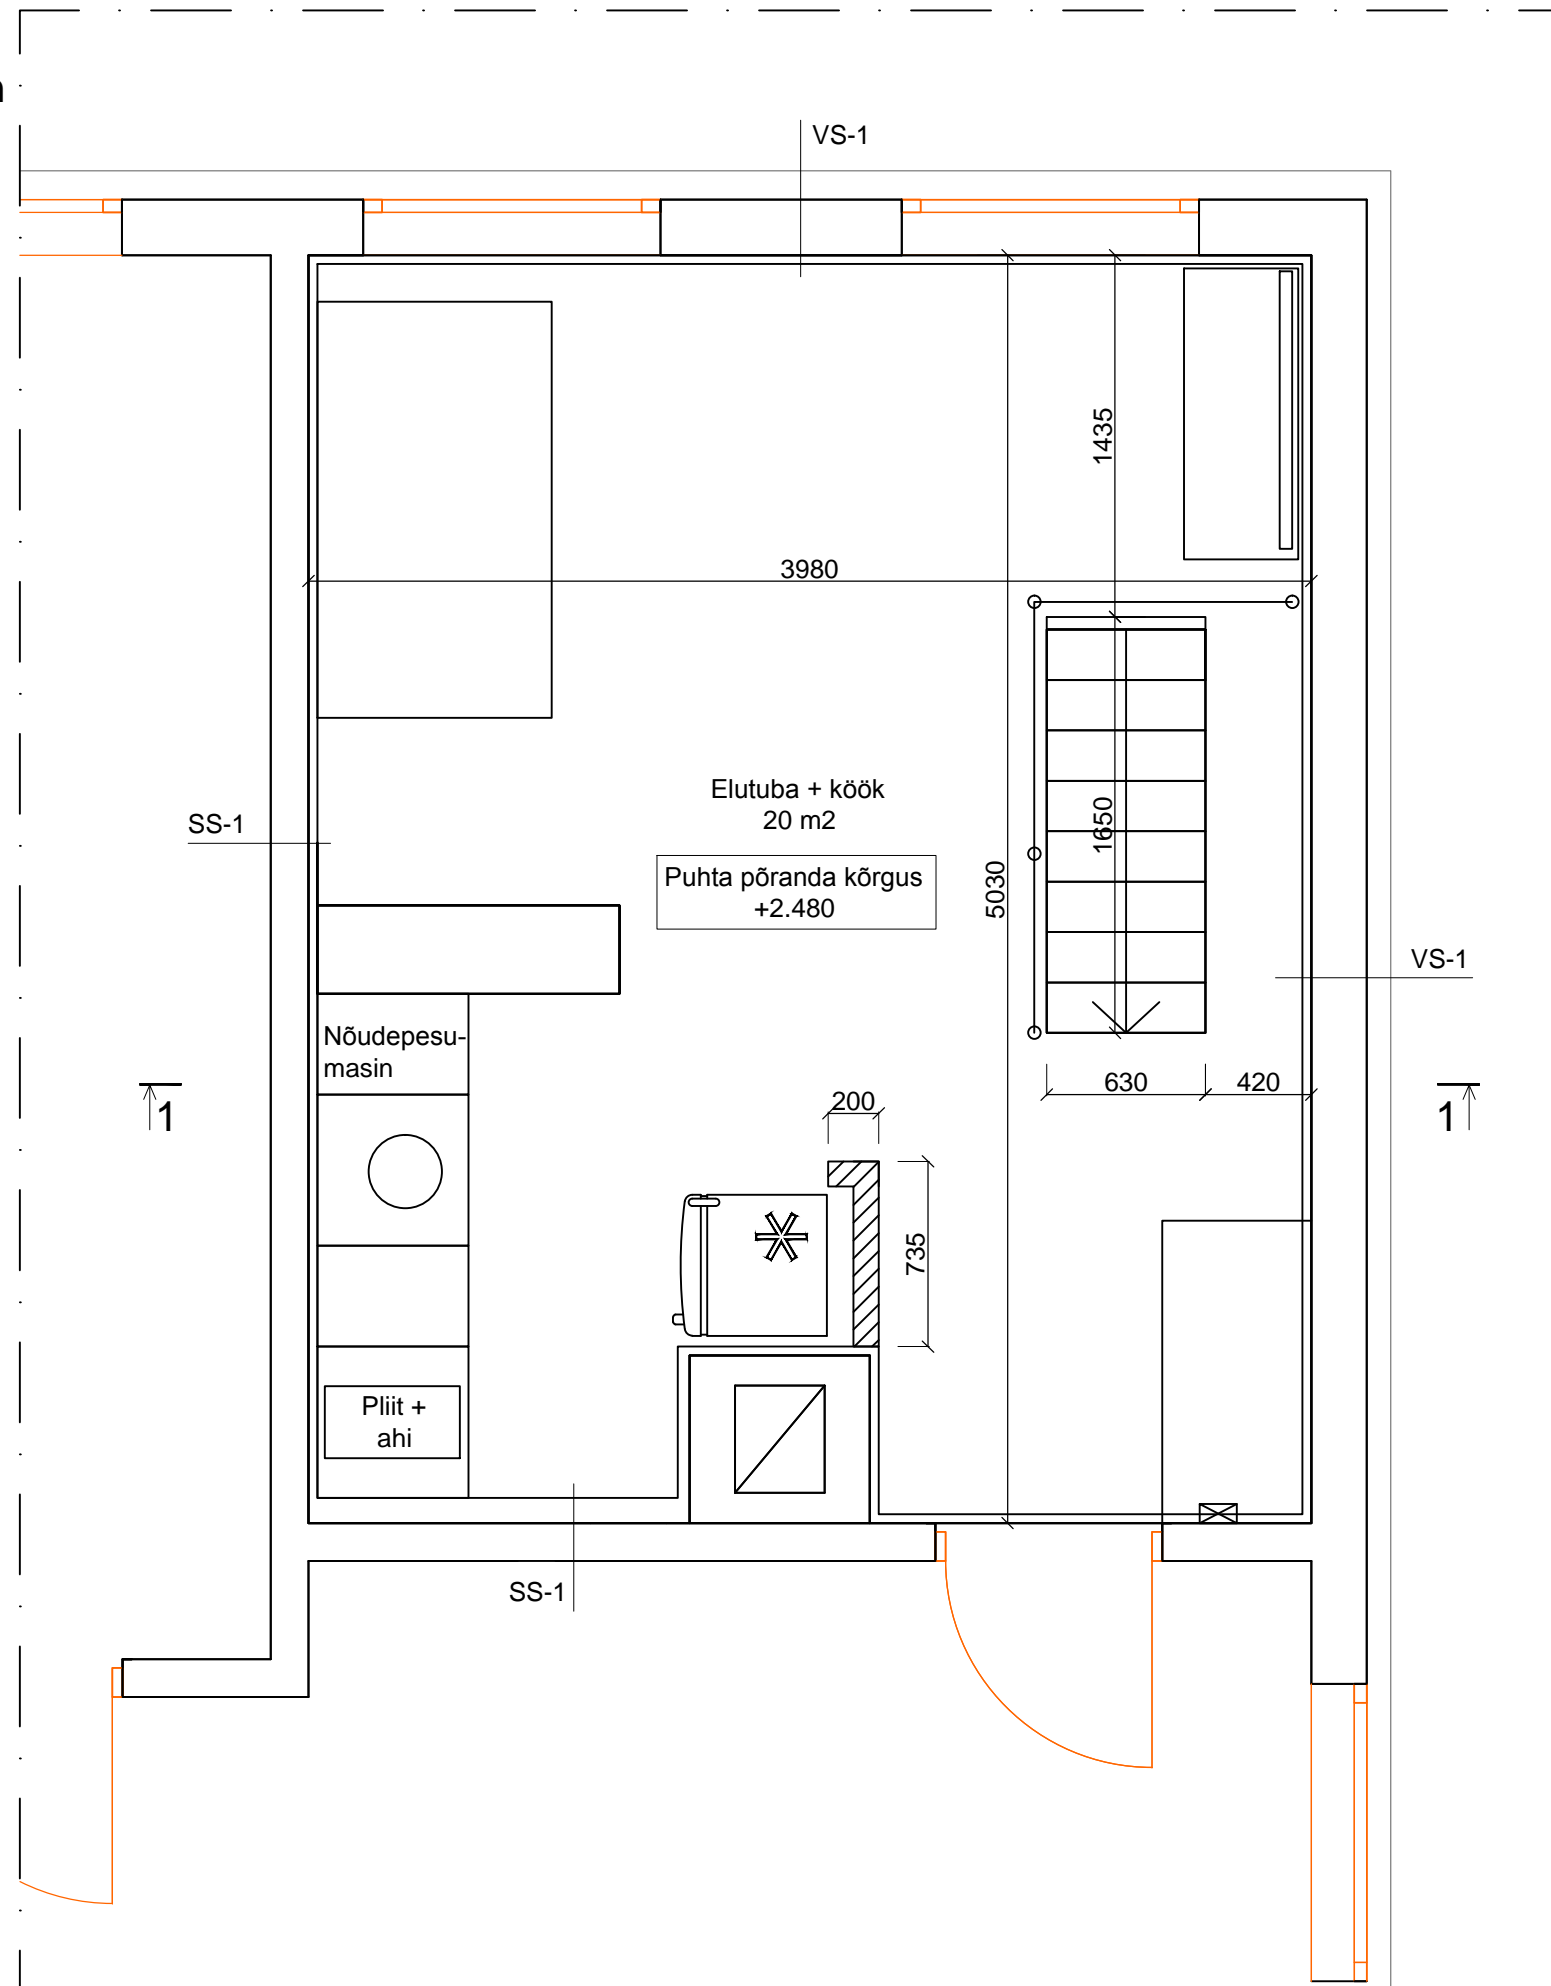 VS-1
1435
3980
Elutuba + köök
20 m2
SS-1
1650
Puhta põranda kõrgus
+2.480
5030
VS-1
Nõudepesu-
masin
630
420
200
1
1
735
Pliit +
ahi
SS-1